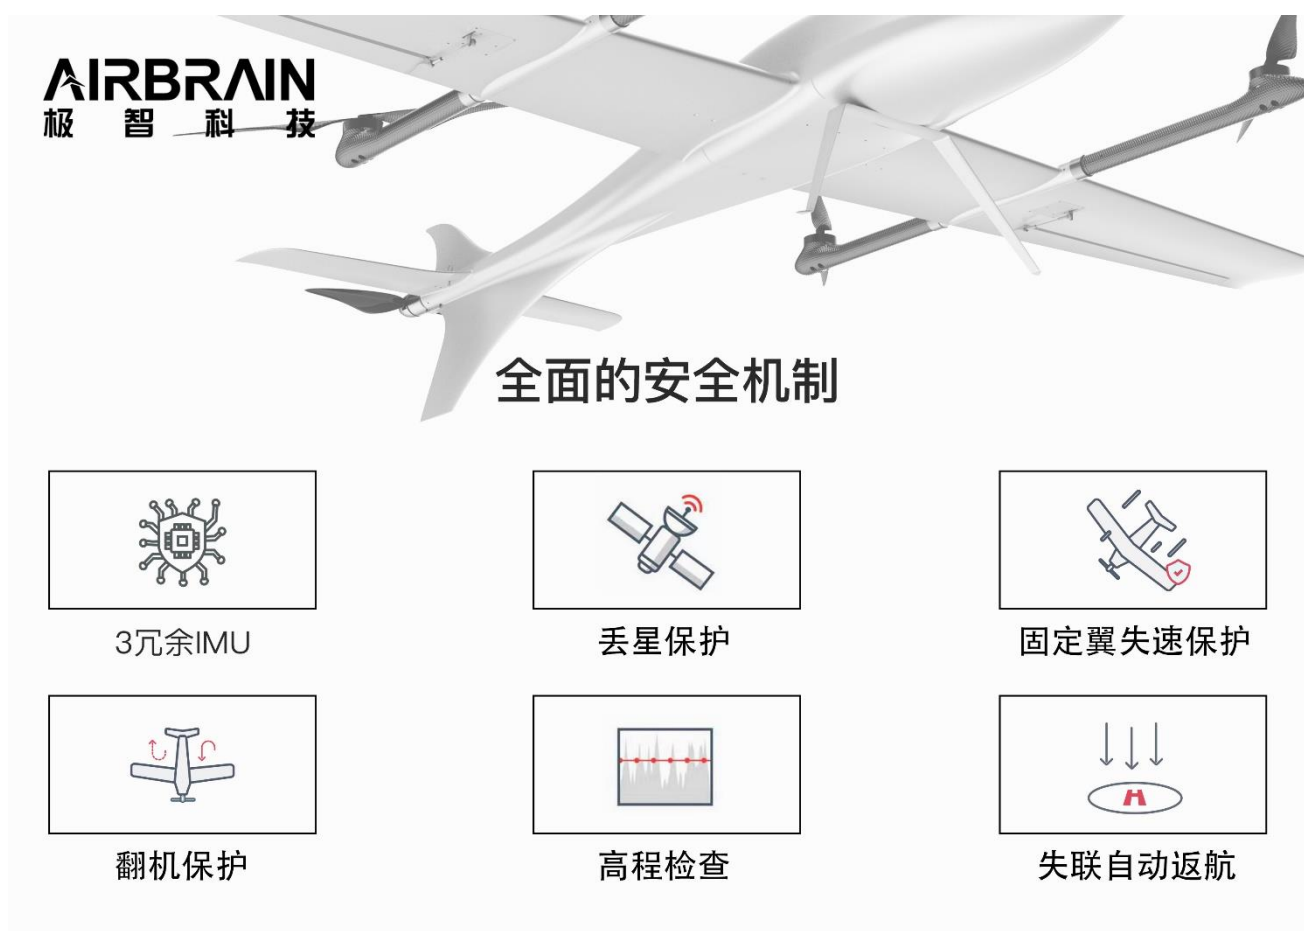 AIRBRAIN
极智科技
全面的安全机制
3冗余IMU
丢星保护
固定翼失速保护
翻机保护
高程检查
H
失联自动返航